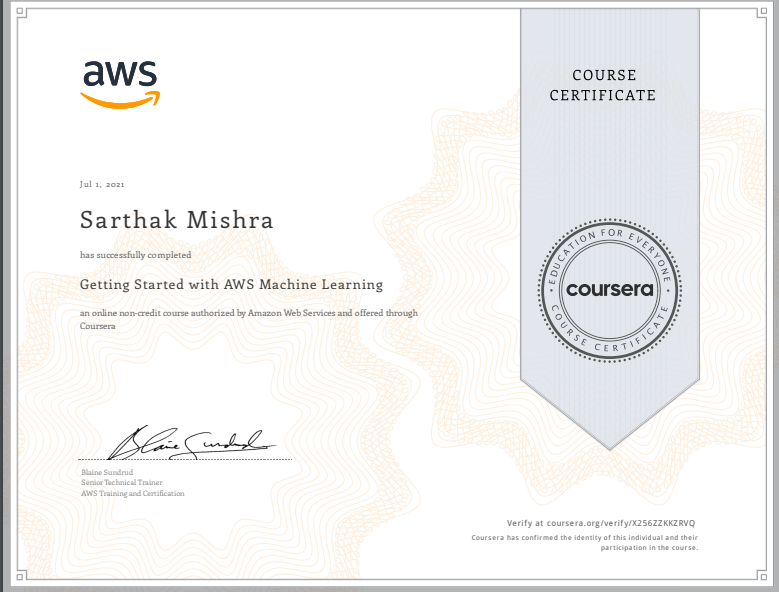 aws
COURSE
CERTIFICATE
Jul 1, 2021
Sarthak Mishra
has successfully completed
Getting Started with AWS Machine Learning
an online non-credit course authorized by Amazon Web Services and offered through
Coursera
EDUCATION FOR EVERYONE
coursera
COURSE CERTIFICATE
Blaine Sundrud
Blaine Sundrud
Senior Technical Trainer
AWS Training and Certification
Verify at coursera.org/verify/X256ZZKKZRVQ
Coursera has confirmed the identity of this individual and their
participation in the course.